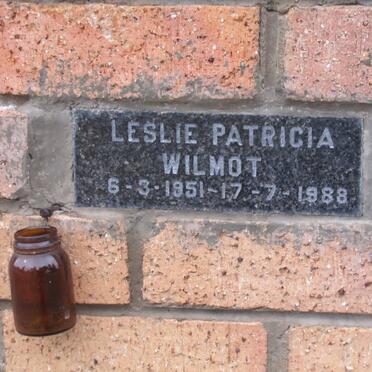 LESLIE PATRICIA
WILMOT
6-3-1951-17-7-1988